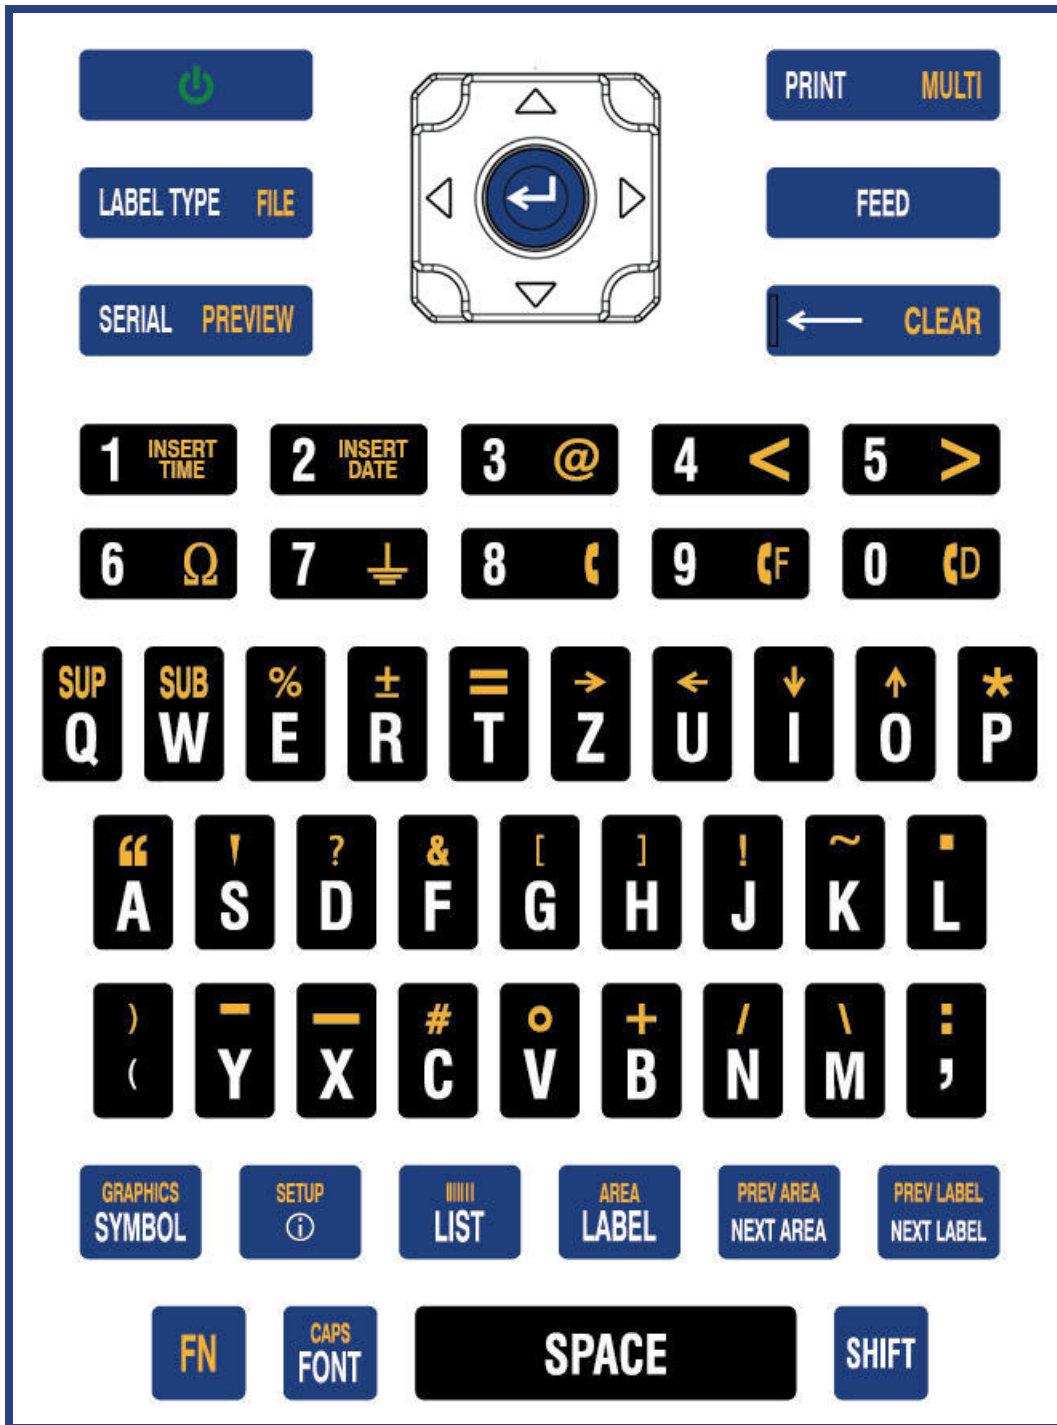 PRINT MULTI
LABEL TYPE FILE
FEED
SERIAL PREVIEW
← CLEAR
1 INSERT TIME 2 INSERT DATE 3 @ 4 < 5 >
6 Ω 7 ⏚ 8 9 F 0 D
SUP SUB % ± = → ← ↓ ↑ *
Q W E R T Z U I O P
“ ' ? & [ ] ! ~ .
A S D F G H J K L
) - — # ° + / \ :
( Y X C V B N M ,
GRAPHICS SETUP AREA PREV AREA PREV LABEL
SYMBOL ⓘ LIST LABEL NEXT AREA NEXT LABEL
CAPS
FN FONT SPACE SHIFT